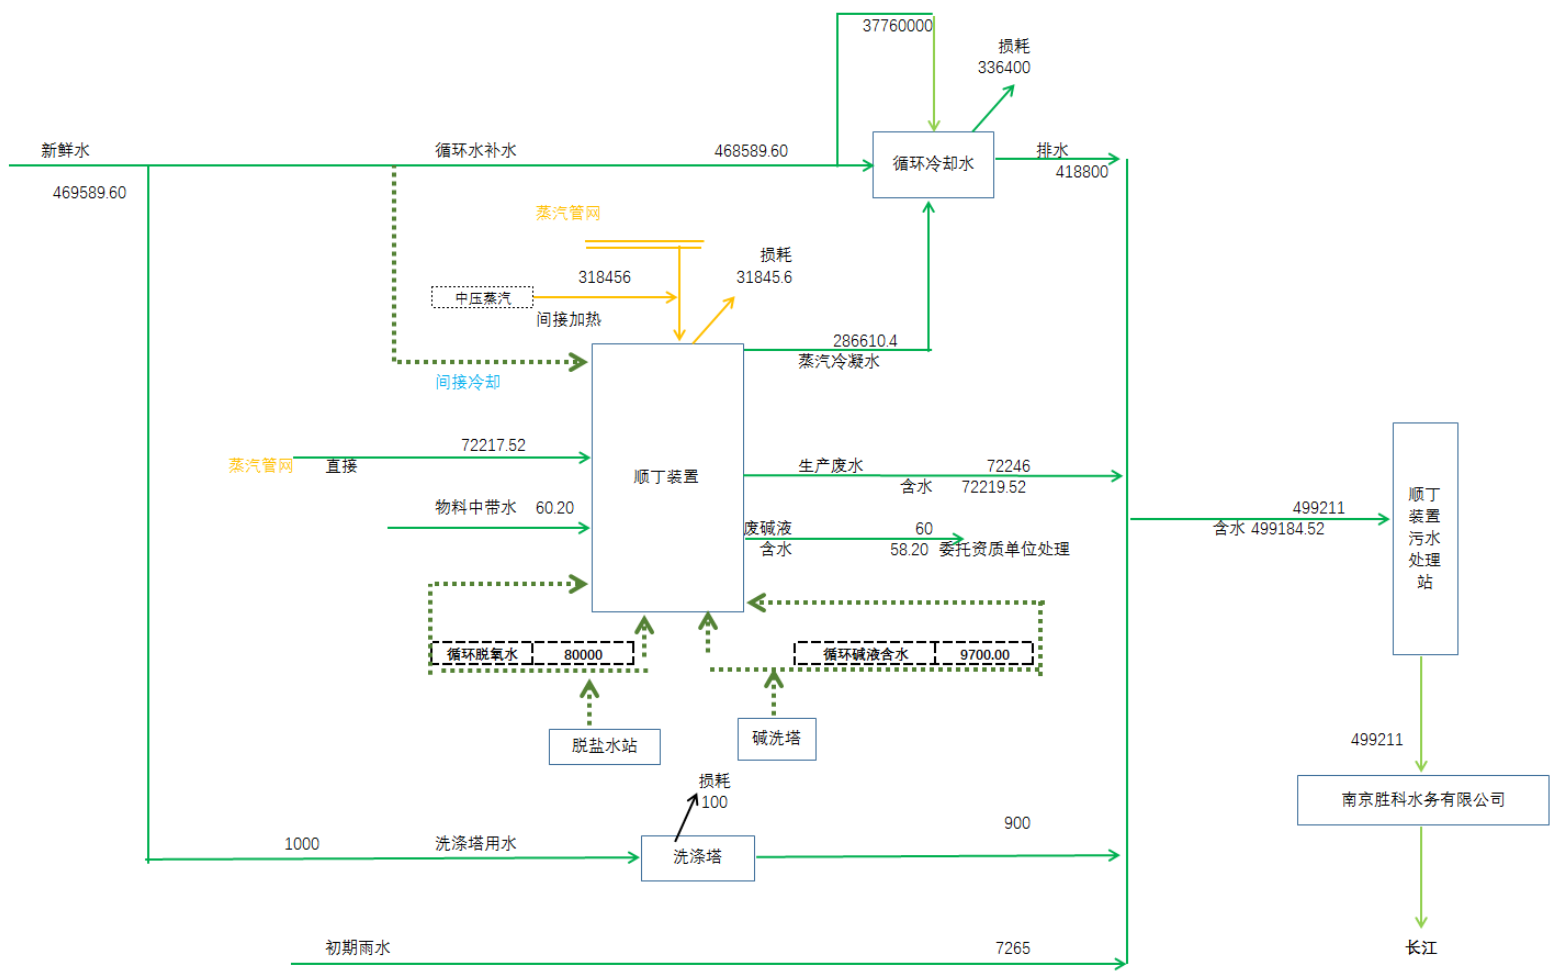 37760000
损耗
336400
新鲜水
循环水补水
468589.60
循环冷却水
排水
418800
469589.60
蒸汽管网
损耗
318456
31845.6
中压蒸汽
间接加热
286610.4
蒸汽冷凝水
间接冷却
72217.52
蒸汽管网
直接
顺丁装置
生产废水
72246
含水
72219.52
物料中带水
60.20
废碱液
60
含水
58.20
委托资质单位处理
499211
含水
499184.52
顺丁
装置
污水
处理
站
循环脱氧水
80000
循环碱液含水
9700.00
脱盐水站
碱洗塔
499211
南京胜科水务有限公司
损耗
100
1000
洗涤塔用水
洗涤塔
900
初期雨水
7265
长江